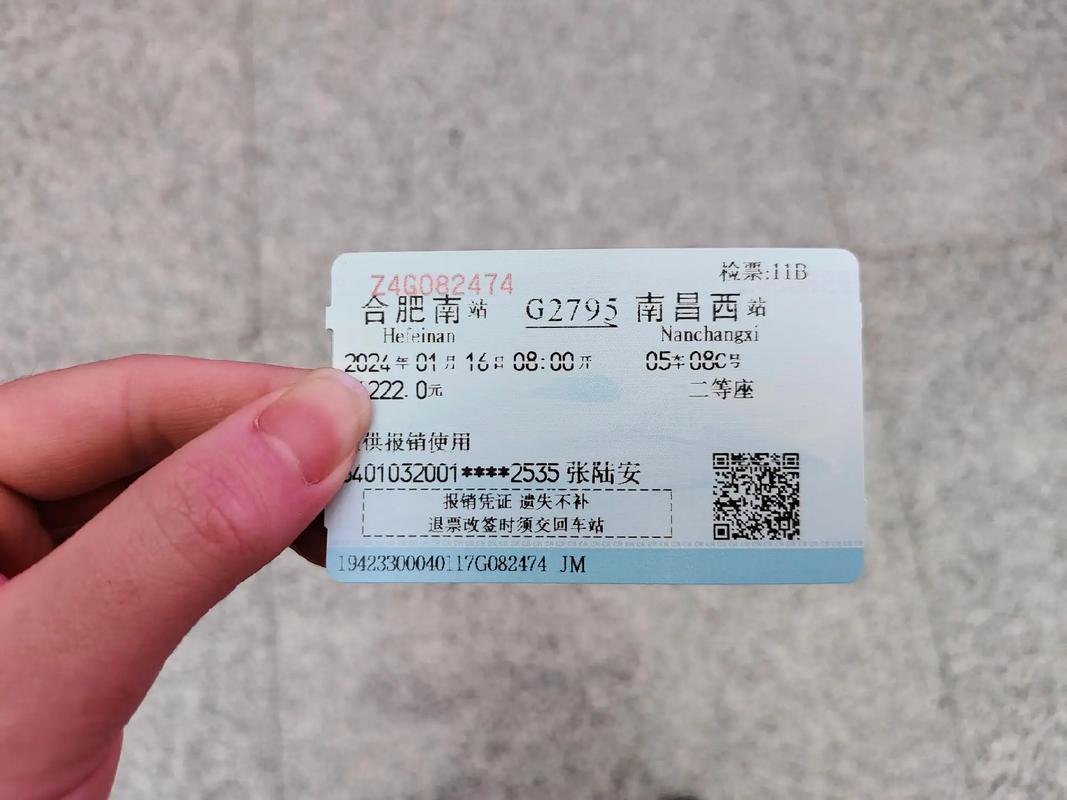 Z4G082474 检票:11B
合肥南站 G2795 南昌西站
Hefeinan Nanchangxi
2024年01月16日08:00开 05车08C号
222.0元 二等座
供报销使用
3401032001****2535 张陆安
报销凭证 遗失不补
退票改签时须交回车站
19423300040117G082474 JM